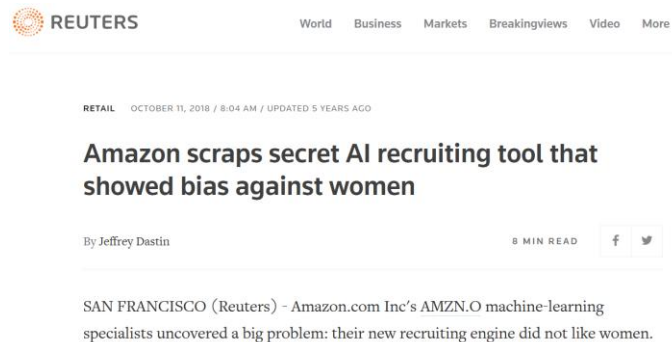 REUTERS
World Business Markets Breakingviews Video More
RETAIL OCTOBER 11, 2018 / 8:04 AM / UPDATED 5 YEARS AGO
Amazon scraps secret AI recruiting tool that
showed bias against women
By Jeffrey Dastin 8 MIN READ
SAN FRANCISCO (Reuters) - Amazon.com Inc's AMZN.O machine-learning
specialists uncovered a big problem: their new recruiting engine did not like women.